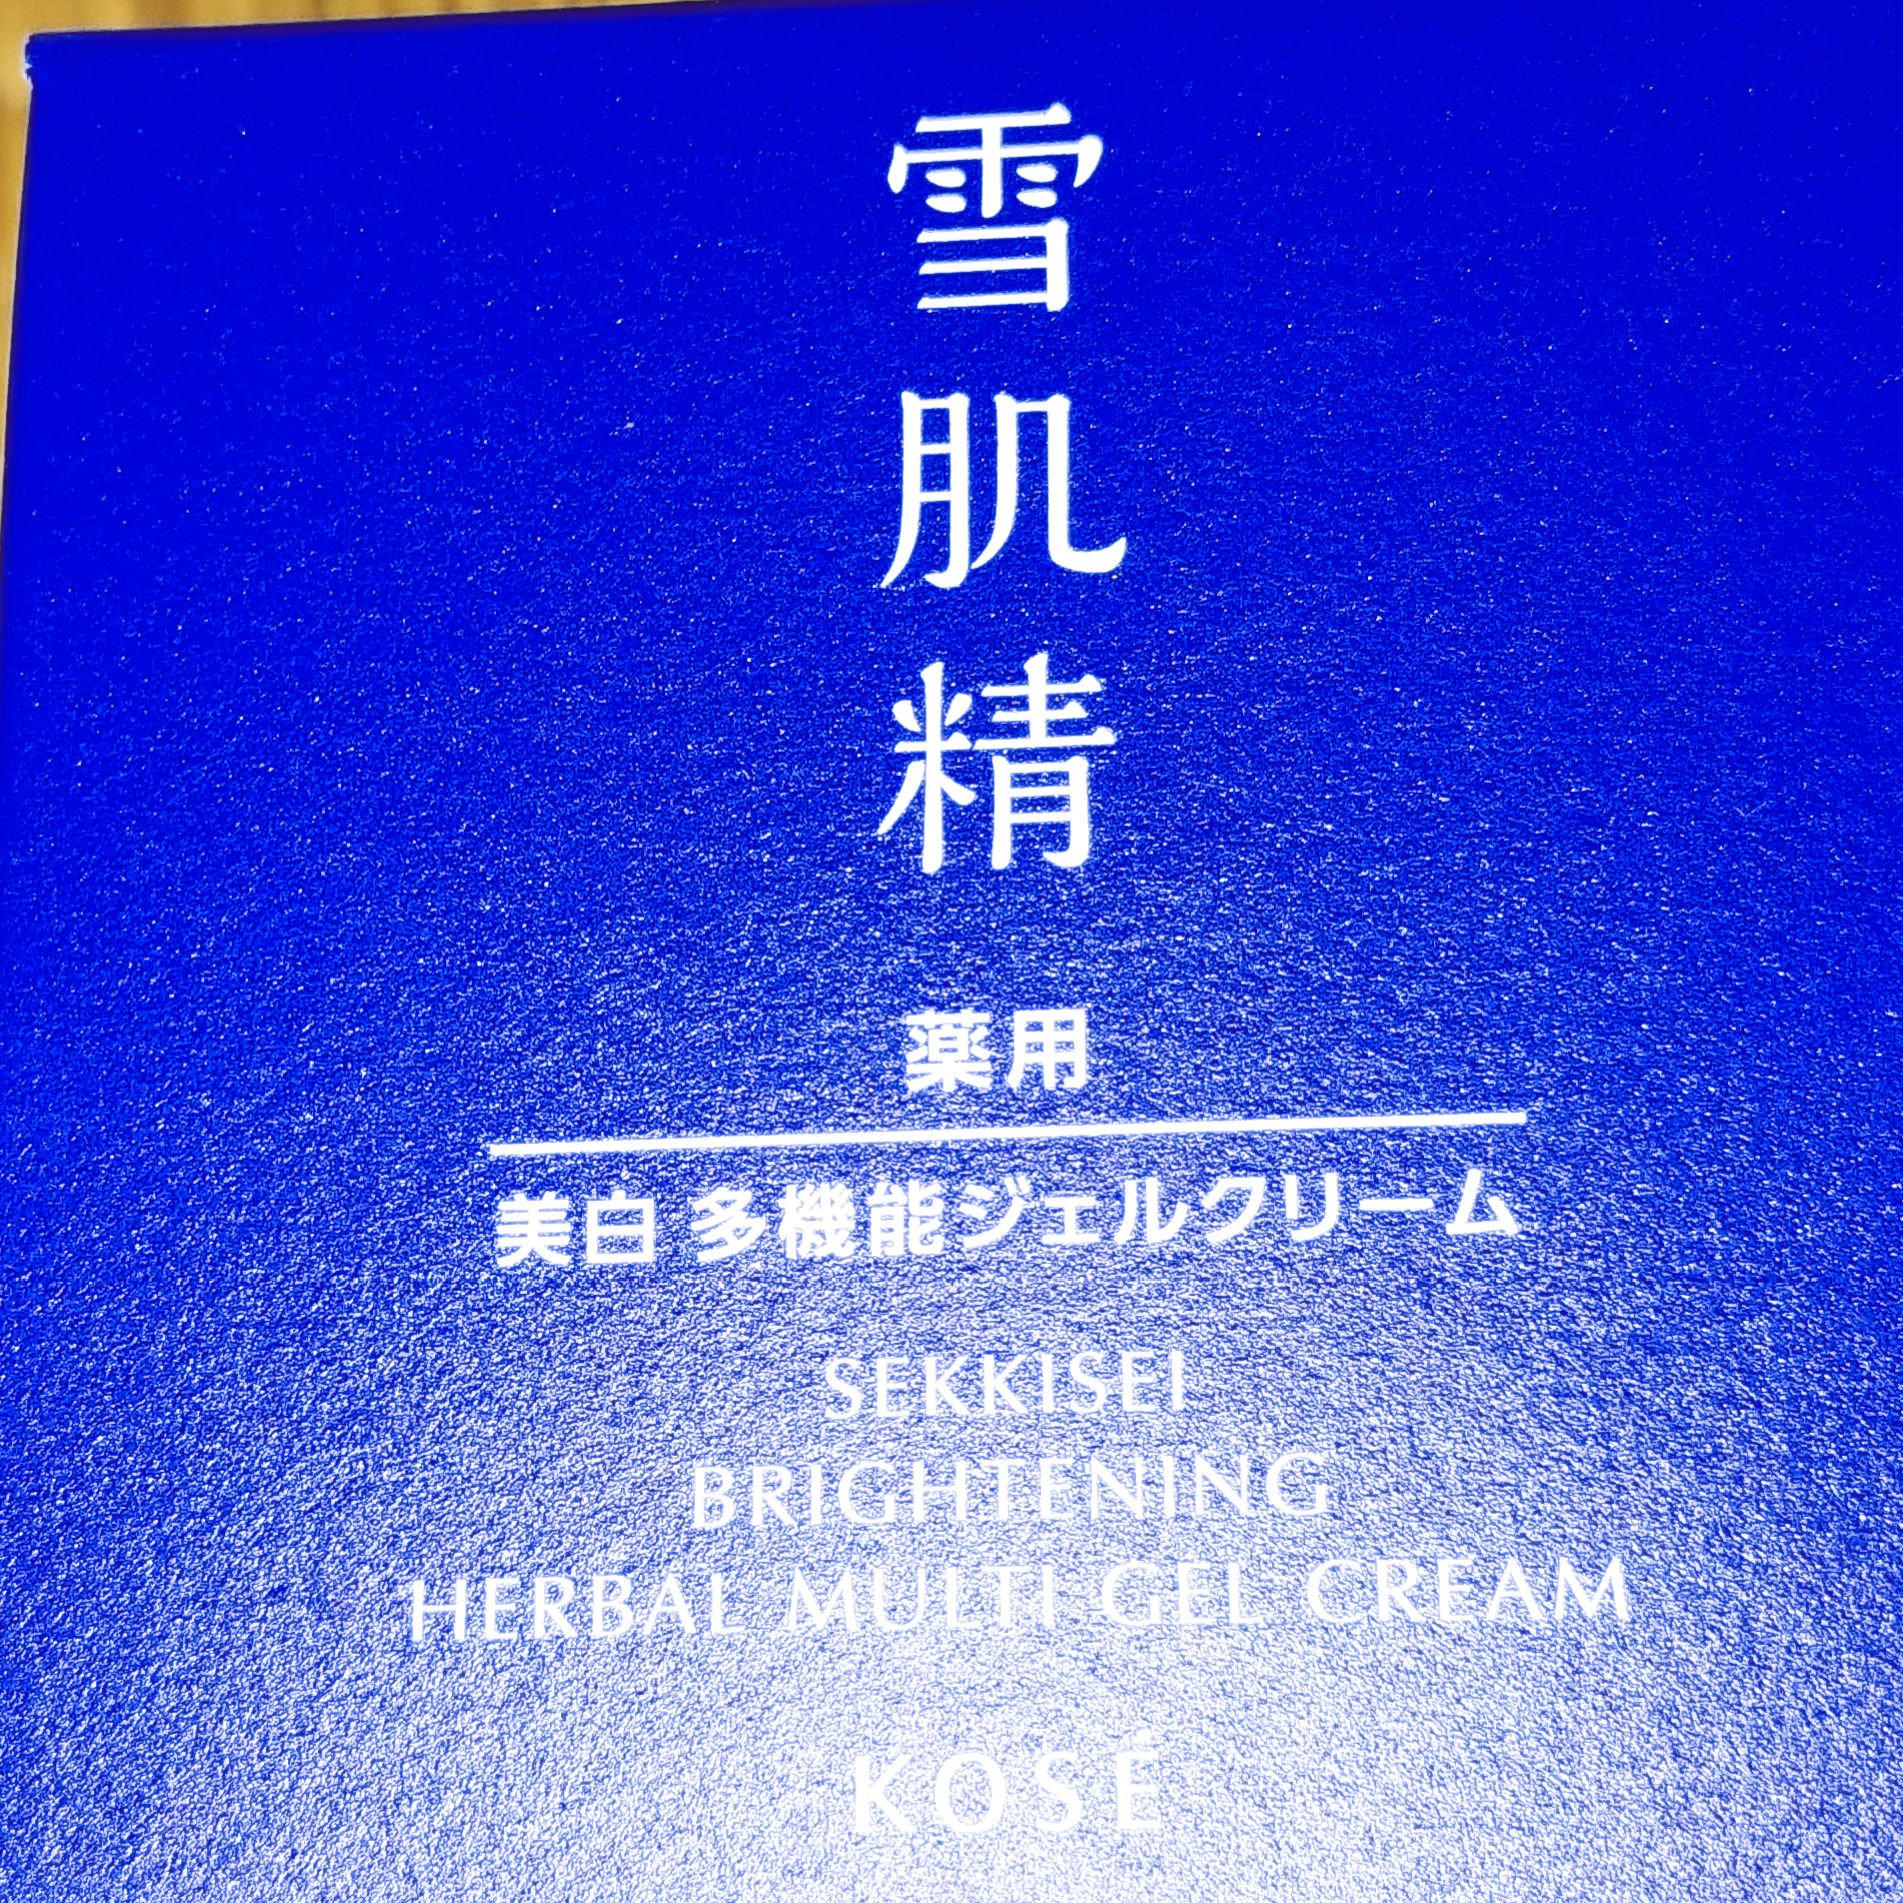 雪肌精
薬用
美白 多機能ジェルクリーム
SEKKISEI
BRIGHTENING
HERBAL MULTI GEL CREAM
KOSÉ